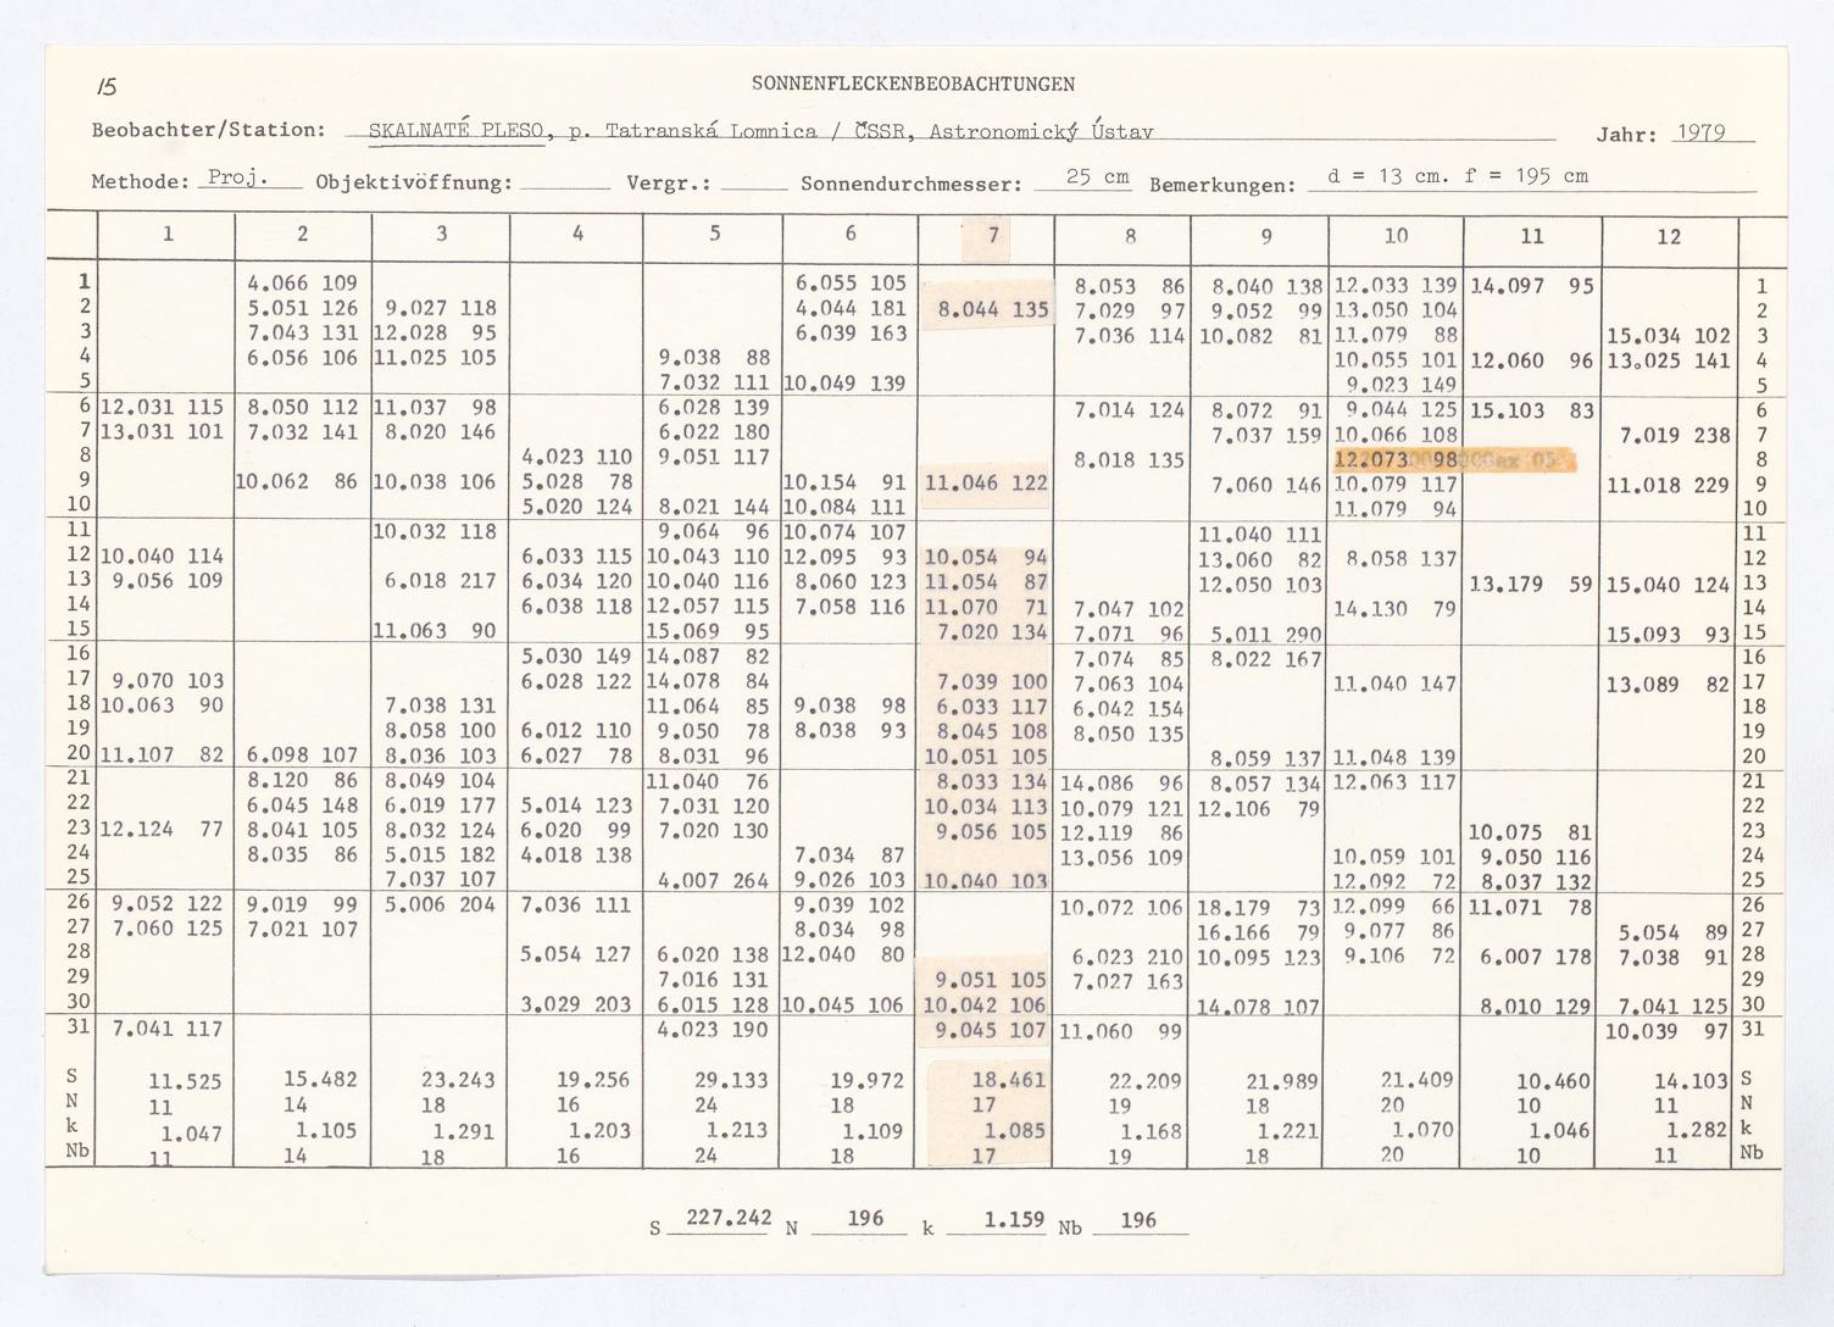 15
SONNENFLECKENBEOBACHTUNGEN
Beobachter/Station: SKALNATÉ PLESO, p. Tatranská Lomnica / ČSSR, Astronomický Ústav Jahr: 1979
Methode: Proj. Objektivöffnung: Vergr.: Sonnendurchmesser: 25 cm Bemerkungen: d = 13 cm. f = 195 cm
1 2 3 4 5 6 7 8 9 10 11 12
1 4.066 109 6.055 105 8.053 86 8.040 138 12.033 139 14.097 95 1
2 5.051 126 9.027 118 4.044 181 8.044 135 7.029 97 9.052 99 13.050 104 2
3 7.043 131 12.028 95 6.039 163 7.036 114 10.082 81 11.079 88 15.034 102 3
4 6.056 106 11.025 105 9.038 88 10.055 101 12.060 96 13.025 141 4
5 7.032 111 10.049 139 9.023 149 5
6 12.031 115 8.050 112 11.037 98 6.028 139 7.014 124 8.072 91 9.044 125 15.103 83 6
7 13.031 101 7.032 141 8.020 146 6.022 180 7.037 159 10.066 108 7.019 238 7
8 4.023 110 9.051 117 8.018 135 12.073 98 8
9 10.062 86 10.038 106 5.028 78 10.154 91 11.046 122 7.060 146 10.079 117 11.018 229 9
10 5.020 124 8.021 144 10.084 111 11.079 94 10
11 10.032 118 9.064 96 10.074 107 11.040 111 11
12 10.040 114 6.033 115 10.043 110 12.095 93 10.054 94 13.060 82 8.058 137 12
13 9.056 109 6.018 217 6.034 120 10.040 116 8.060 123 11.054 87 12.050 103 13.179 59 15.040 124 13
14 6.038 118 12.057 115 7.058 116 11.070 71 7.047 102 14.130 79 14
15 11.063 90 15.069 95 7.020 134 7.071 96 5.011 290 15.093 93 15
16 5.030 149 14.087 82 7.074 85 8.022 167 16
17 9.070 103 6.028 122 14.078 84 7.039 100 7.063 104 11.040 147 13.089 82 17
18 10.063 90 7.038 131 11.064 85 9.038 98 6.033 117 6.042 154 18
19 8.058 100 6.012 110 9.050 78 8.038 93 8.045 108 8.050 135 19
20 11.107 82 6.098 107 8.036 103 6.027 78 8.031 96 10.051 105 8.059 137 11.048 139 20
21 8.120 86 8.049 104 11.040 76 8.033 134 14.086 96 8.057 134 12.063 117 21
22 6.045 148 6.019 177 5.014 123 7.031 120 10.034 113 10.079 121 12.106 79 22
23 12.124 77 8.041 105 8.032 124 6.020 99 7.020 130 9.056 105 12.119 86 10.075 81 23
24 8.035 86 5.015 182 4.018 138 7.034 87 13.056 109 10.059 101 9.050 116 24
25 7.037 107 4.007 264 9.026 103 10.040 103 12.092 72 8.037 132 25
26 9.052 122 9.019 99 5.006 204 7.036 111 9.039 102 10.072 106 18.179 73 12.099 66 11.071 78 26
27 7.060 125 7.021 107 8.034 98 16.166 79 9.077 86 5.054 89 27
28 5.054 127 6.020 138 12.040 80 6.023 210 10.095 123 9.106 72 6.007 178 7.038 91 28
29 7.016 131 9.051 105 7.027 163 29
30 3.029 203 6.015 128 10.045 106 10.042 106 14.078 107 8.010 129 7.041 125 30
31 7.041 117 4.023 190 9.045 107 11.060 99 10.039 97 31
S 11.525 15.482 23.243 19.256 29.133 19.972 18.461 22.209 21.989 21.409 10.460 14.103 S
N 11 14 18 16 24 18 17 19 18 20 10 11 N
k 1.047 1.105 1.291 1.203 1.213 1.109 1.085 1.168 1.221 1.070 1.046 1.282 k
Nb 11 14 18 16 24 18 17 19 18 20 10 11 Nb
S 227.242 N 196 k 1.159 Nb 196